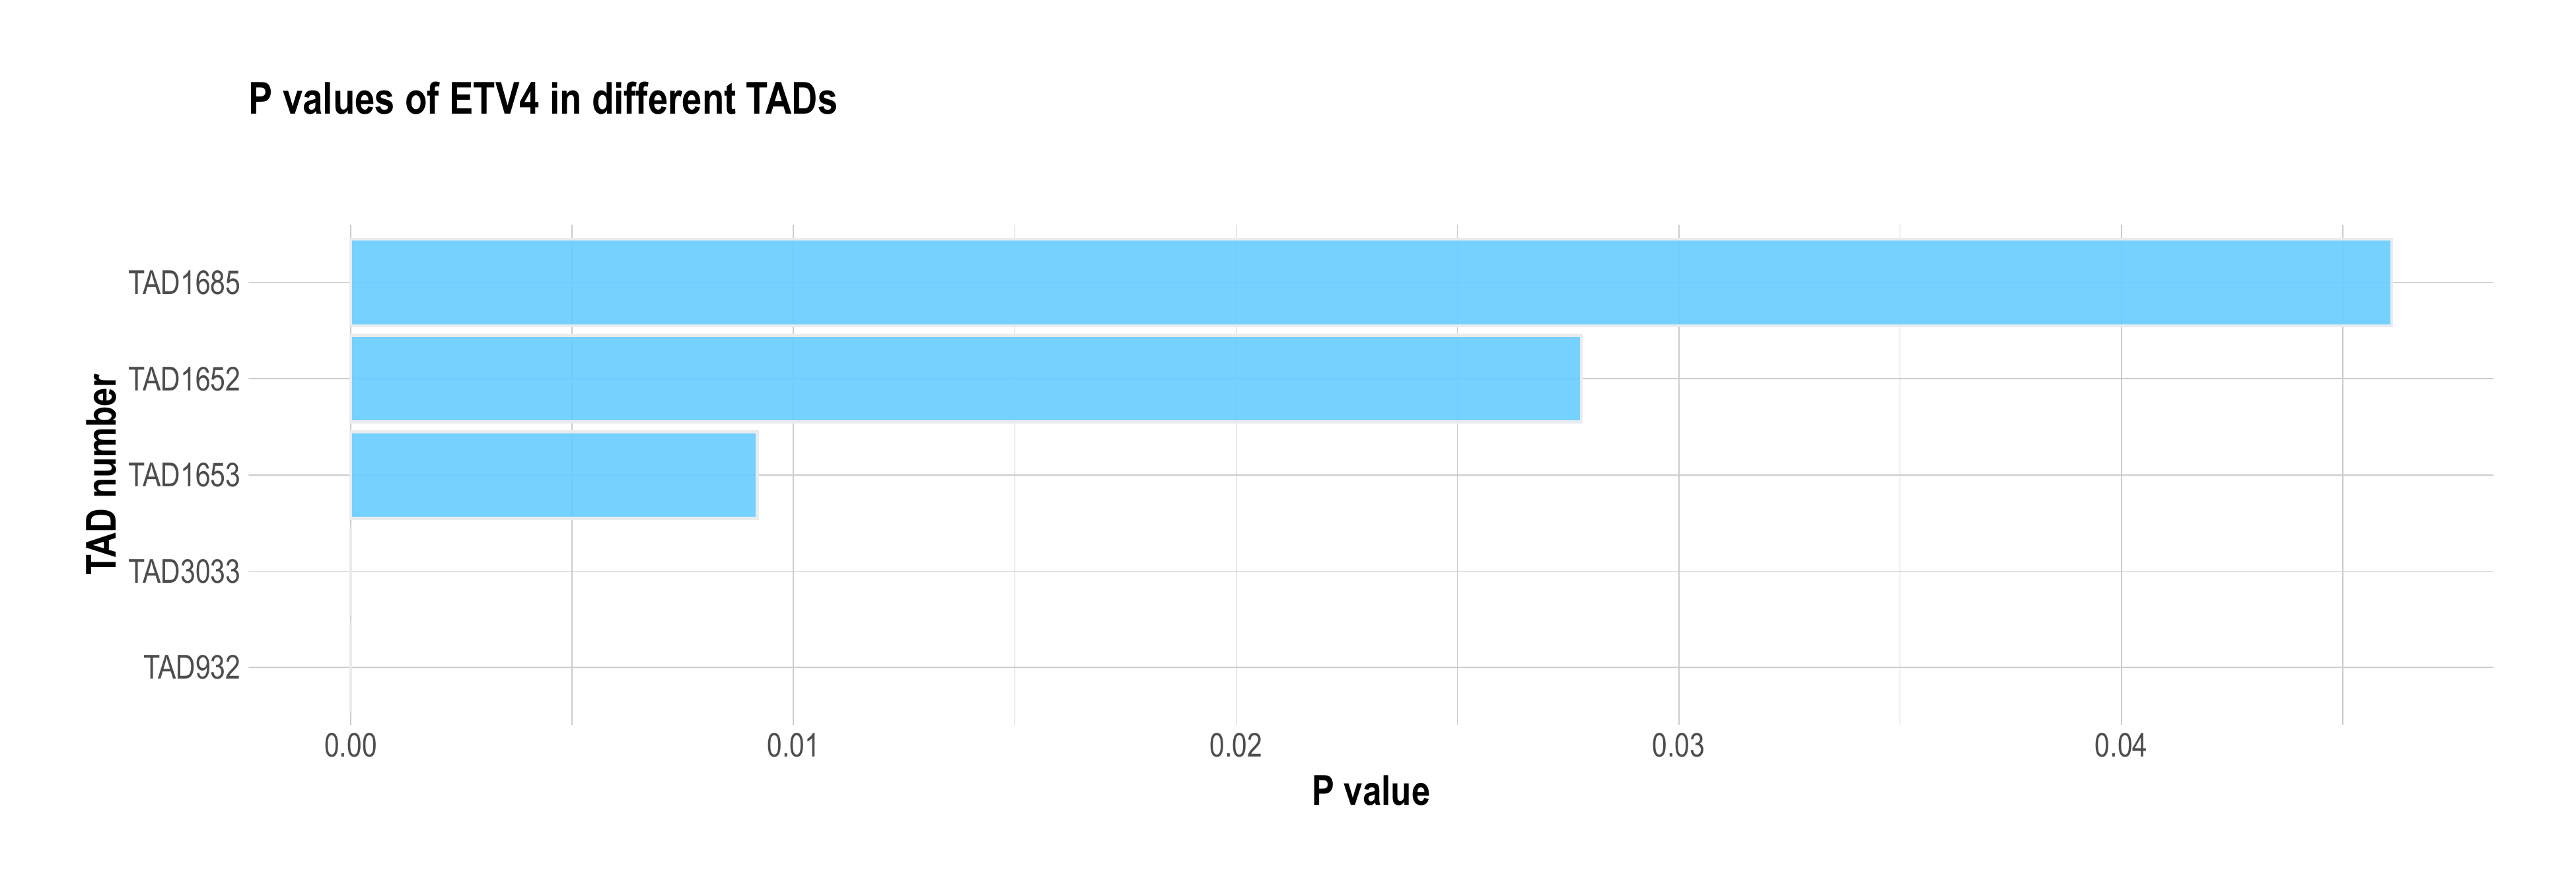 P values of ETV4 in different TADs
TAD number
TAD1685
TAD1652
TAD1653
TAD3033
TAD932
0.00 0.01 0.02 0.03 0.04
P value